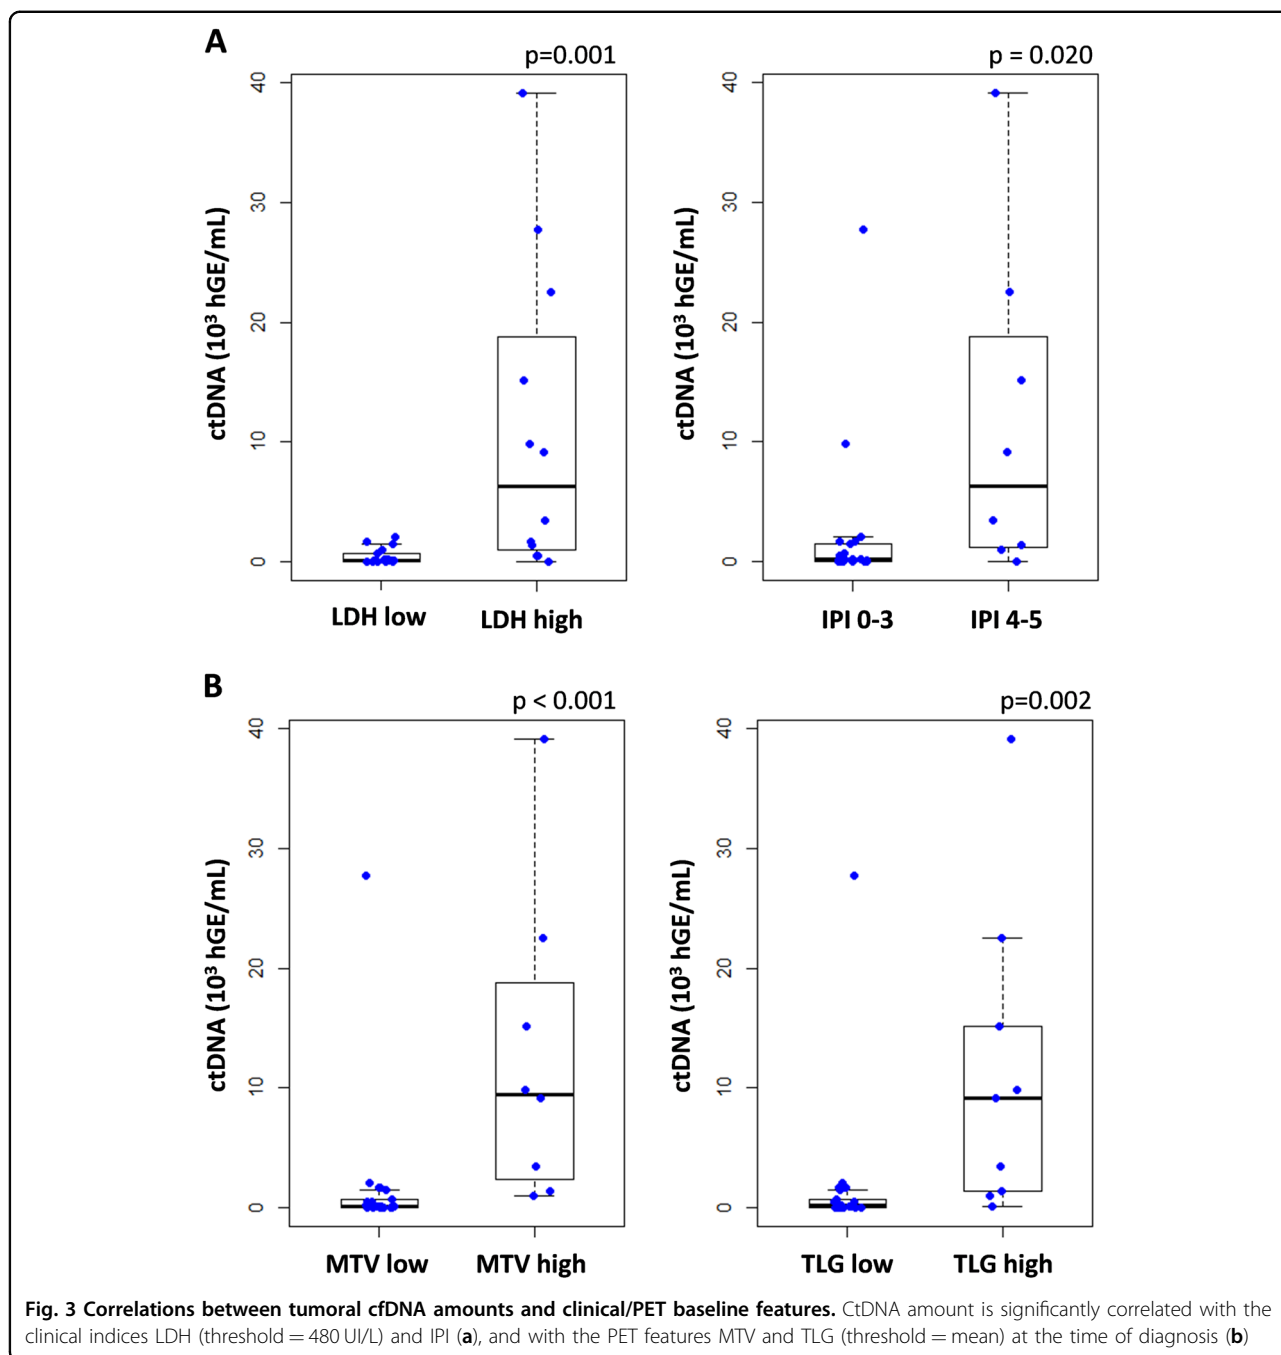 A
p=0.001
p = 0.020
ctDNA (10³ hGE/mL)
40
30
20
10
0
LDH low
LDH high
ctDNA (10³ hGE/mL)
40
30
20
10
0
IPI 0-3
IPI 4-5
B
p < 0.001
p=0.002
ctDNA (10³ hGE/mL)
40
30
20
10
0
MTV low
MTV high
ctDNA (10³ hGE/mL)
40
30
20
10
0
TLG low
TLG high
Fig. 3 Correlations between tumoral cfDNA amounts and clinical/PET baseline features. CtDNA amount is significantly correlated with the
clinical indices LDH (threshold = 480 UI/L) and IPI (a), and with the PET features MTV and TLG (threshold = mean) at the time of diagnosis (b)